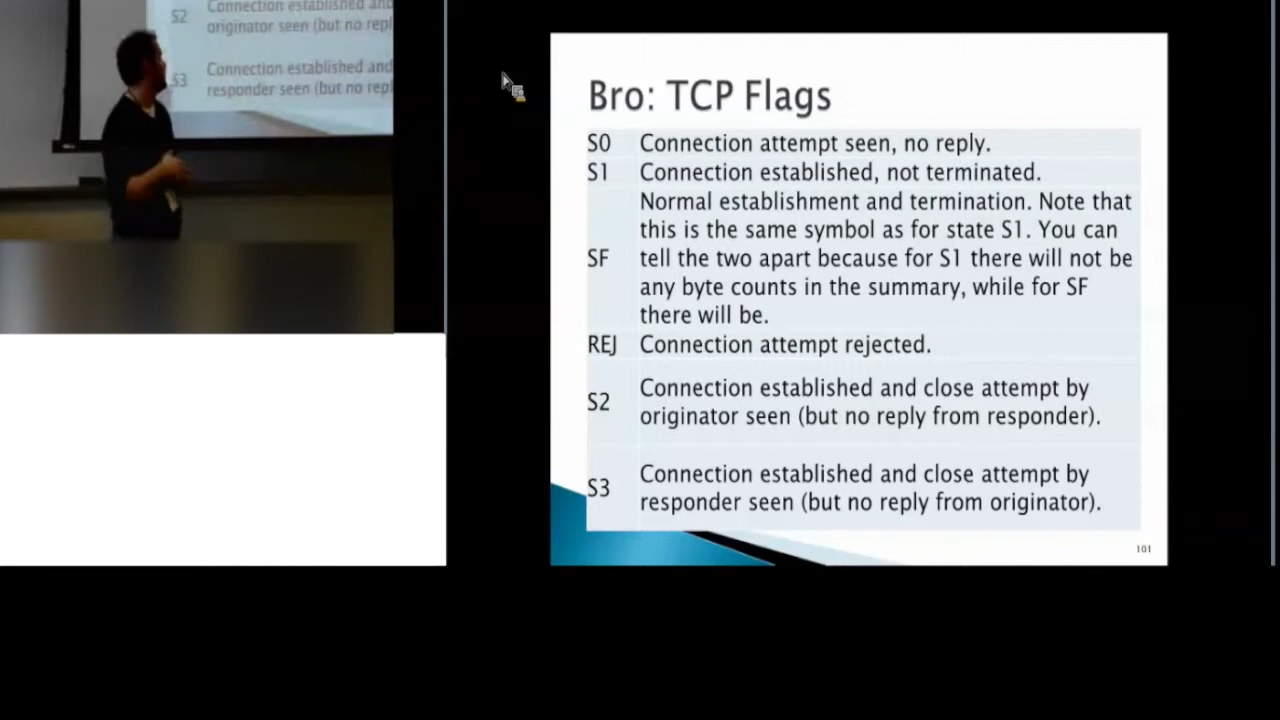 S2 Connection established and
originator seen (but no repl
S3 Connection established and
responder seen (but no repl
Bro: TCP Flags
S0 Connection attempt seen, no reply.
S1 Connection established, not terminated.
Normal establishment and termination. Note that
this is the same symbol as for state S1. You can
SF tell the two apart because for S1 there will not be
any byte counts in the summary, while for SF
there will be.
REJ Connection attempt rejected.
S2 Connection established and close attempt by
originator seen (but no reply from responder).
S3 Connection established and close attempt by
responder seen (but no reply from originator).
101